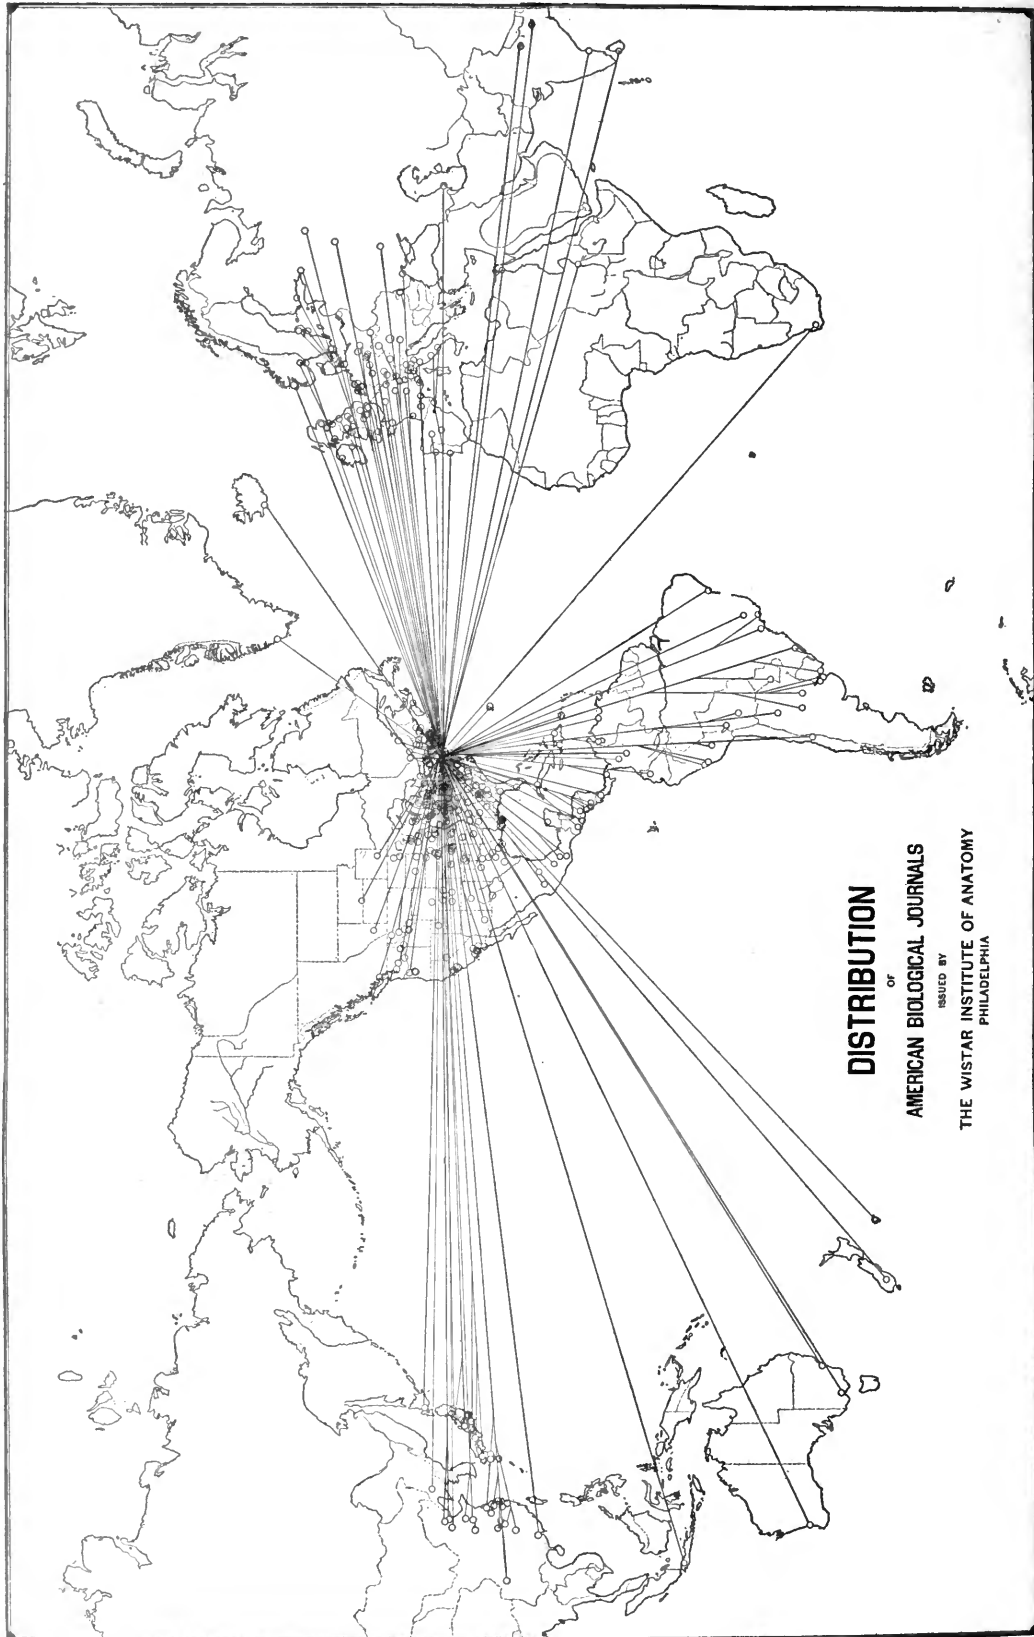 DISTRIBUTION
OF
AMERICAN BIOLOGICAL JOURNALS
ISSUED BY
THE WISTAR INSTITUTE OF ANATOMY
PHILADELPHIA